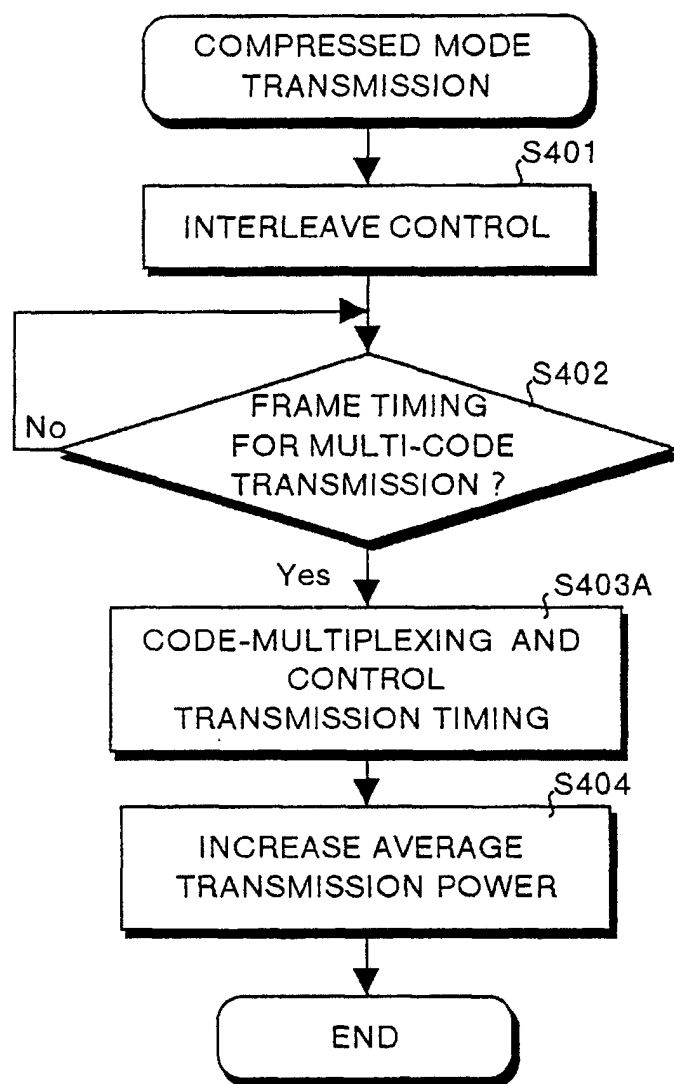 COMPRESSED MODE
TRANSMISSION
S401
INTERLEAVE CONTROL
S402
FRAME TIMING
FOR MULTI-CODE
TRANSMISSION ?
No
Yes
S403A
CODE-MULTIPLEXING AND
CONTROL
TRANSMISSION TIMING
S404
INCREASE AVERAGE
TRANSMISSION POWER
END